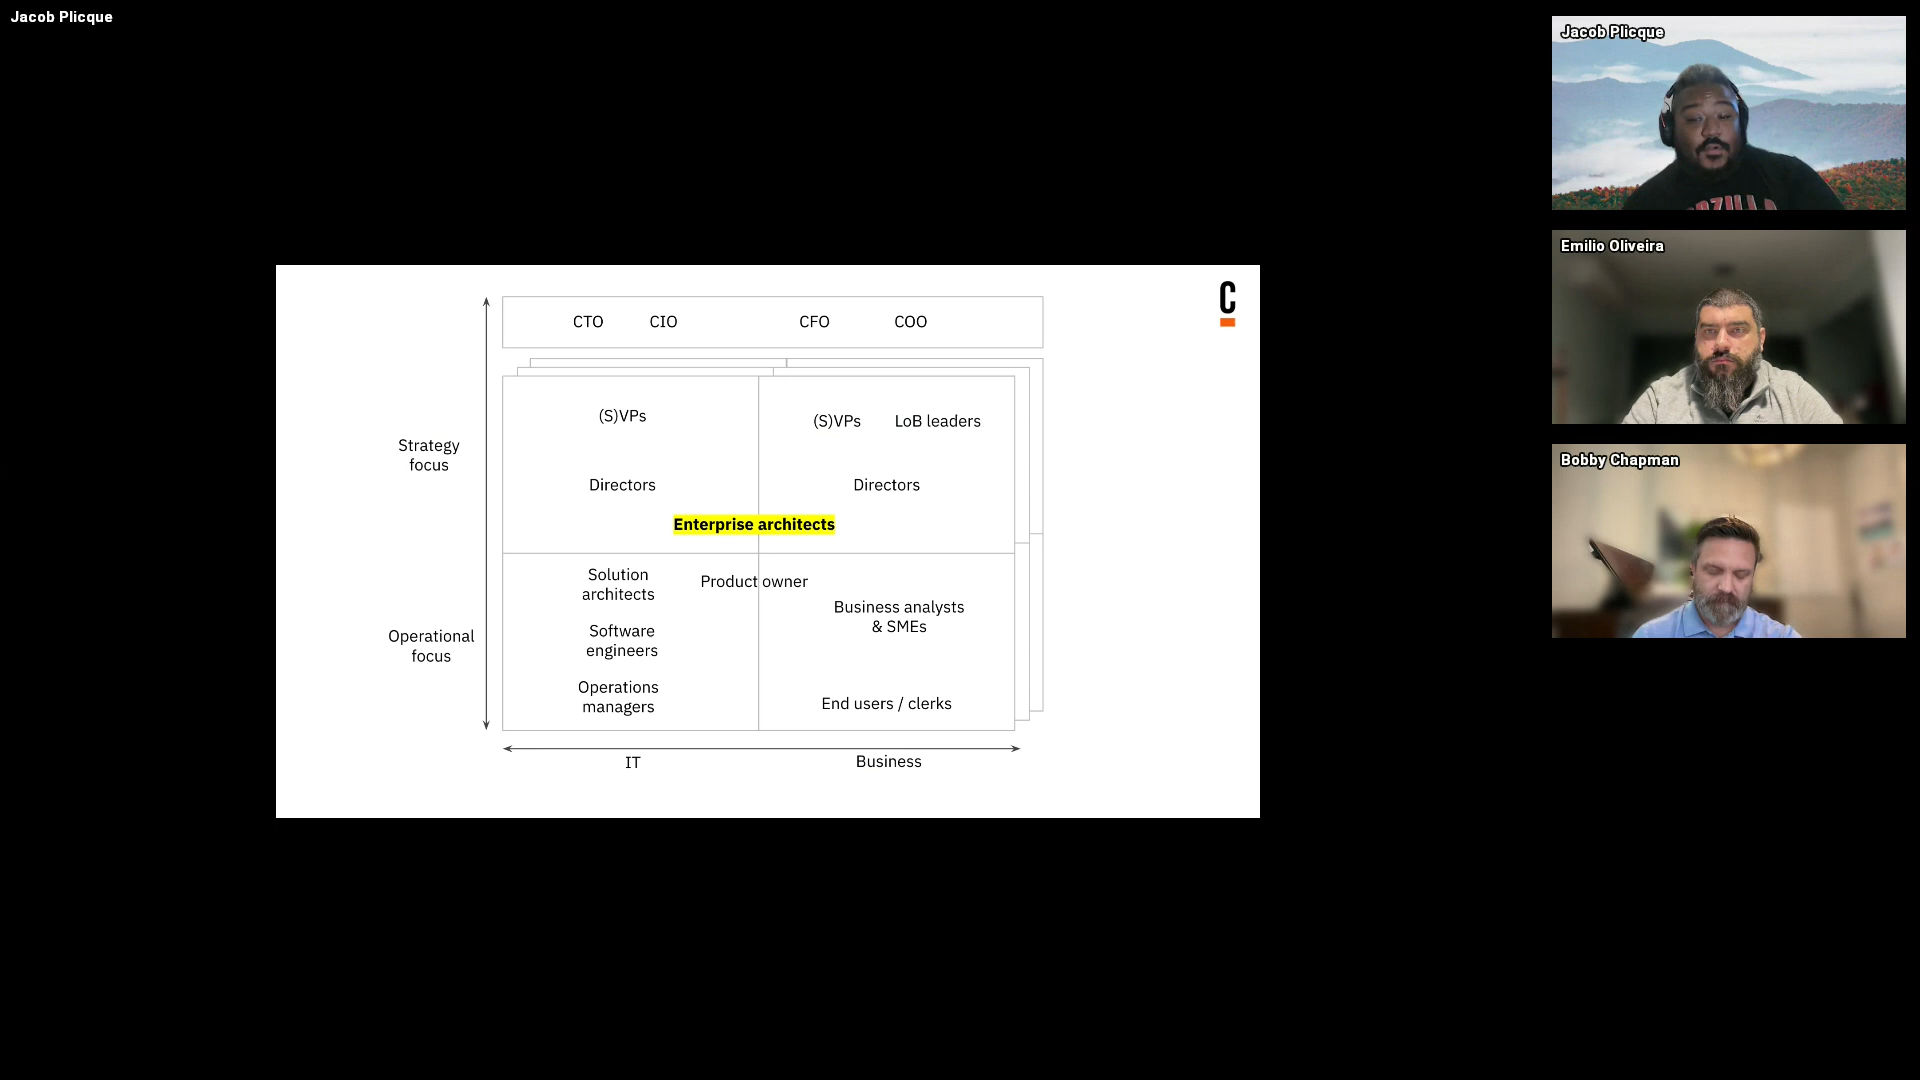 Jacob Plicque
CTO
CIO
CFO
COO
(S)VPs
(S)VPs
LoB leaders
Strategy
focus
Directors
Directors
Enterprise architects
Solution
architects
Product owner
Business analysts
& SMEs
Operational
focus
Software
engineers
Operations
managers
End users / clerks
IT
Business
C
Jacob Plicque
Emilio Oliveira
Bobby Chapman